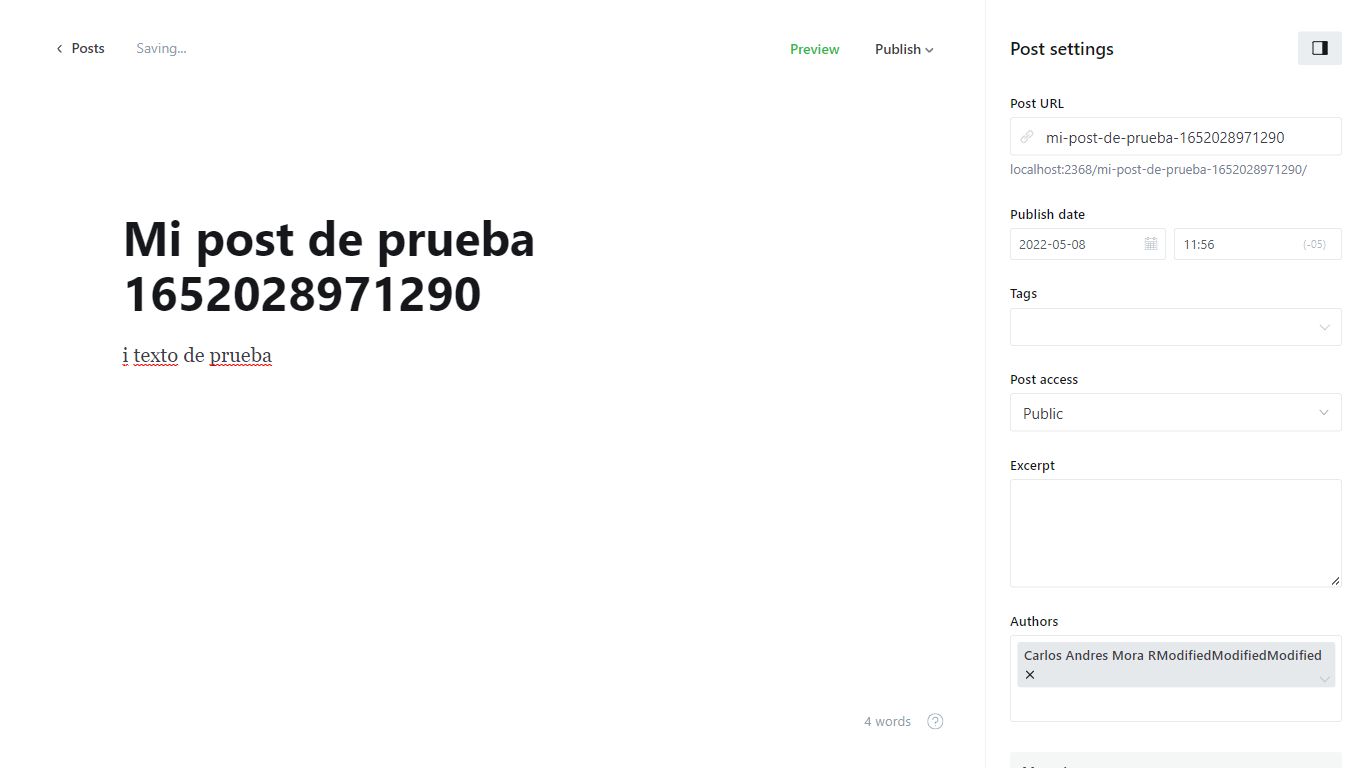 Posts Saving... Preview Publish
Mi post de prueba
1652028971290
i texto de prueba
4 words
Post settings
Post URL
mi-post-de-prueba-1652028971290
localhost:2368/mi-post-de-prueba-1652028971290/
Publish date
2022-05-08 11:56 (-05)
Tags
Post access
Public
Excerpt
Authors
Carlos Andres Mora RModifiedModifiedModified